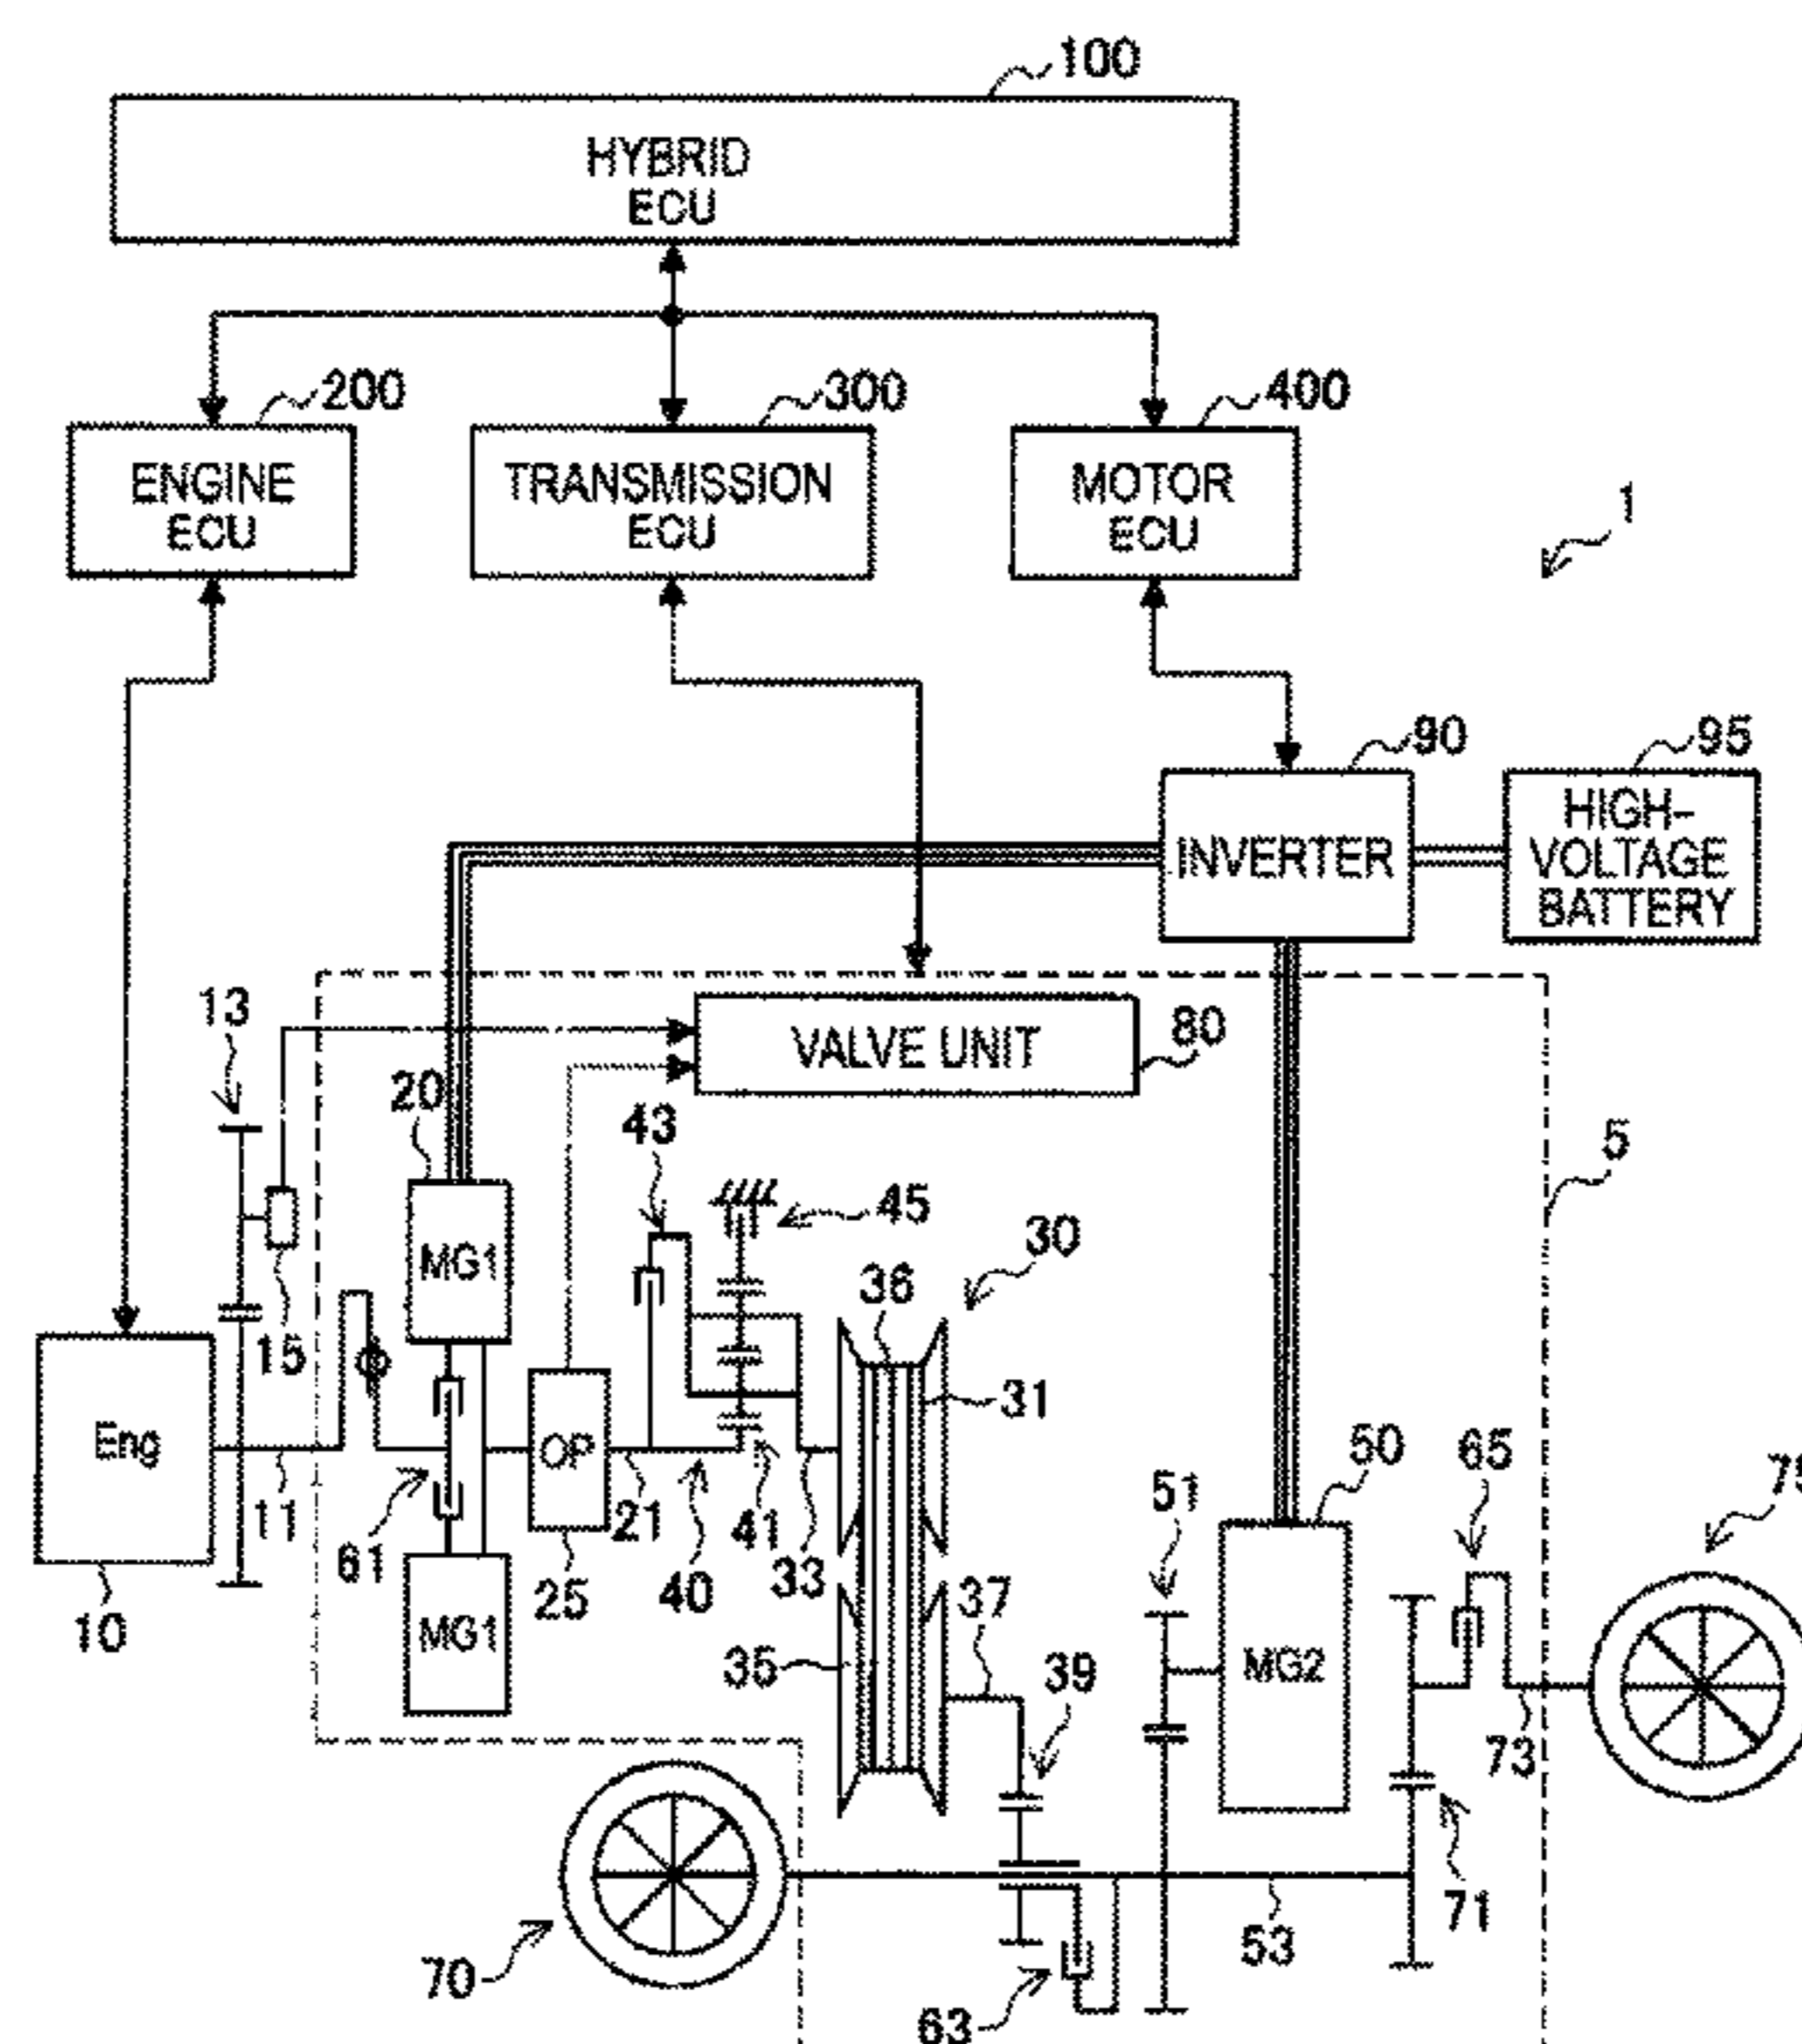 100
HYBRID
ECU
200
300
400
ENGINE
ECU
TRANSMISSION
ECU
MOTOR
ECU
1
90
95
INVERTER
HIGH-
VOLTAGE
BATTERY
13
VALVE UNIT
80
20
43
5
45
30
MG1
36
15
31
Eng
OP
50
65
75
11
61
21
41
33
51
10
25
40
37
MG1
35
39
MG2
73
71
70
53
63